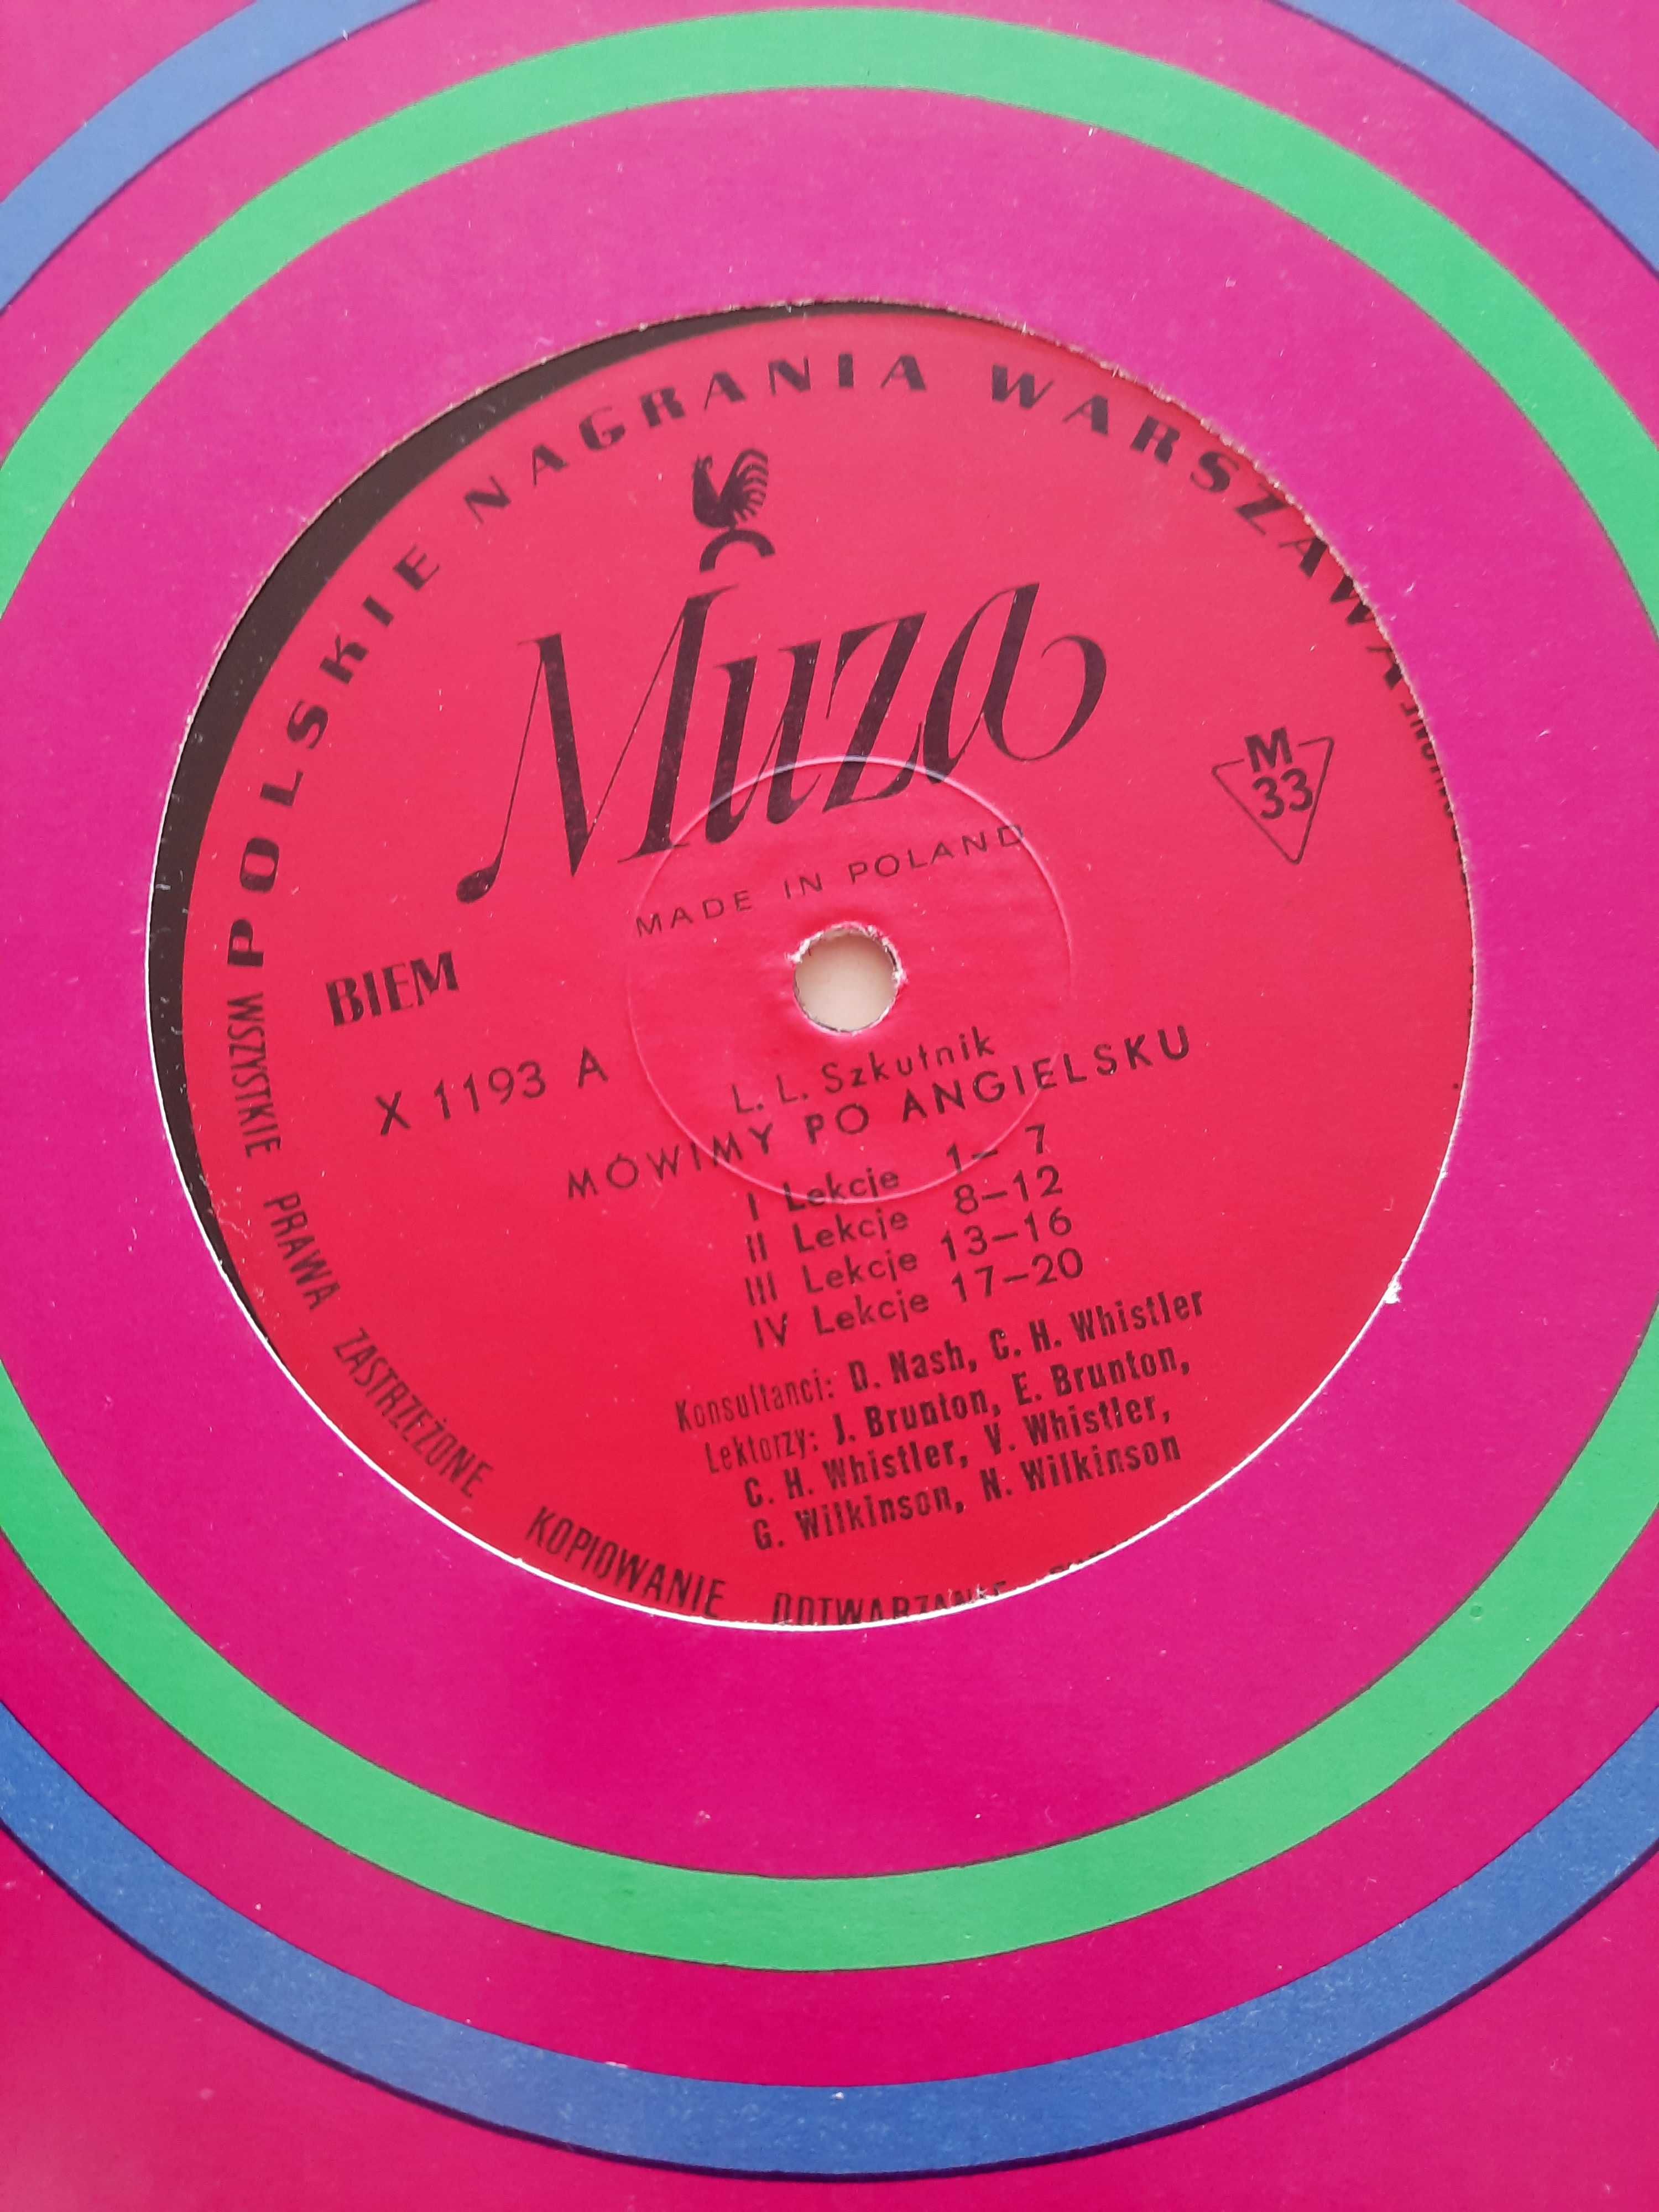 POLSKIE NAGRANIA WARSZAWA
Muza
MADE IN POLAND
M
33
BIEM
X 1193 A
L. L. Szkutnik
MÓWIMY PO ANGIELSKU
I Lekcje 1– 7
II Lekcje 8–12
III Lekcje 13–16
IV Lekcje 17–20
Konsultanci: D. Nash, C. H. Whistler
Lektorzy: J. Brunton, E. Brunton,
C. H. Whistler, V. Whistler,
G. Wilkinson, N. Wilkinson
WSZYSTKIE PRAWA ZASTRZEŻONE KOPIOWANIE ODTWARZANIE